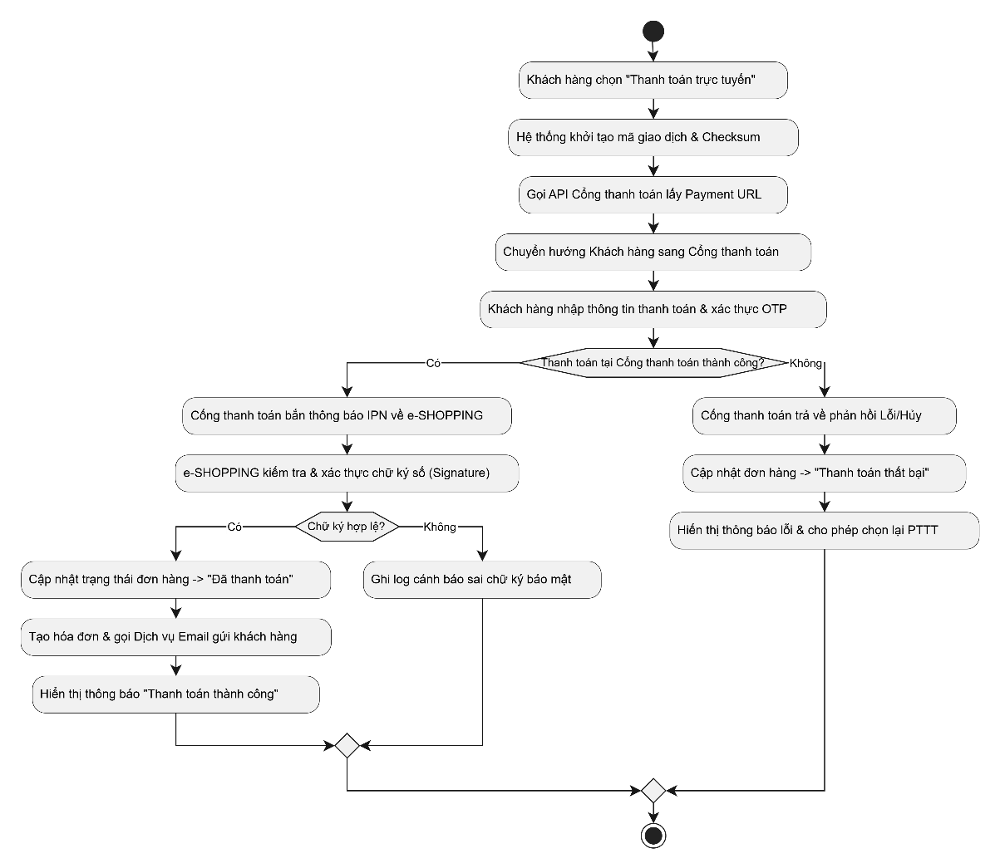 Khách hàng chọn "Thanh toán trực tuyến"
Hệ thống khởi tạo mã giao dịch & Checksum
Gọi API Cổng thanh toán lấy Payment URL
Chuyển hướng Khách hàng sang Cổng thanh toán
Khách hàng nhập thông tin thanh toán & xác thực OTP
Thanh toán tại Cổng thanh toán thành công?
Có
Không
Cổng thanh toán bắn thông báo IPN về e-SHOPPING
e-SHOPPING kiểm tra & xác thực chữ ký số (Signature)
Chữ ký hợp lệ?
Có
Không
Cập nhật trạng thái đơn hàng -> "Đã thanh toán"
Tạo hóa đơn & gọi Dịch vụ Email gửi khách hàng
Hiển thị thông báo "Thanh toán thành công"
Ghi log cảnh báo sai chữ ký bảo mật
Cổng thanh toán trả về phản hồi Lỗi/Hủy
Cập nhật đơn hàng -> "Thanh toán thất bại"
Hiển thị thông báo lỗi & cho phép chọn lại PTTT